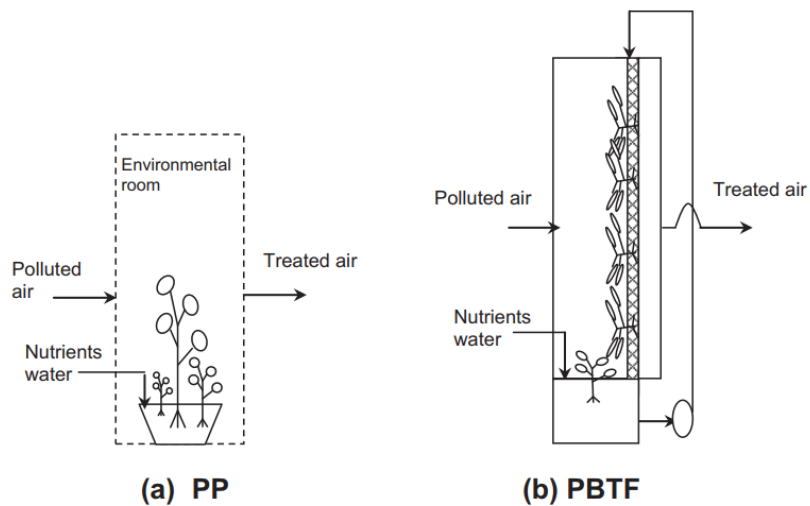 Environmental
room
Polluted
air
Treated air
Nutrients
water
(a) PP
Polluted air
Treated air
Nutrients
water
(b) PBTF